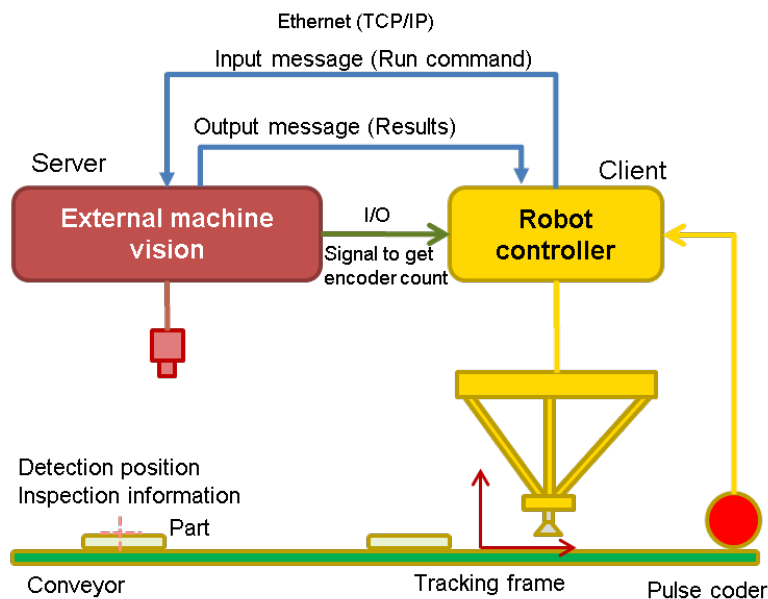 Ethernet (TCP/IP)
Input message (Run command)
Output message (Results)
Server
Client
External machine
vision
I/O
Signal to get
encoder count
Robot
controller
Detection position
Inspection information
Part
Conveyor
Tracking frame
Pulse coder